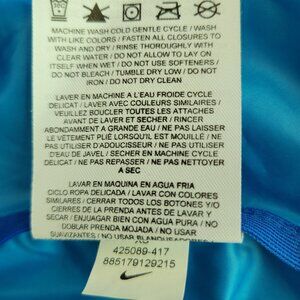 MACHINE WASH COLD GENTLE CYCLE / WASH
WITH LIKE COLORS / FASTEN ALL CLOSURES TO
WASH AND DRY / RINSE THOROUGHLY WITH
CLEAR WATER / DO NOT ALLOW TO LAY ON
ITSELF WHEN WET / DO NOT USE SOFTENERS /
DO NOT BLEACH / TUMBLE DRY LOW / DO NOT
IRON / DO NOT DRY CLEAN
LAVER EN MACHINE A L'EAU FROIDE CYCLE
DELICAT / LAVER AVEC COULEURS SIMILAIRES /
VEUILLEZ BOUCLER TOUTES LES ATTACHES
AVANT DE LAVER ET SECHER / RINCER
ABONDAMMENT A GRANDE EAU / NE PAS LAISSER
LE VÊTEMENT PLIÉ LORSQU'IL EST MOUILLÉ / NE
PAS UTILISER D'ADOUCISSEUR / NE PAS UTILISER
D'EAU DE JAVEL / SECHER EN MACHINE CYCLE
DELICAT / NE PAS REPASSER / NE PAS NETTOYER
A SEC
LAVAR EN MAQUINA EN AGUA FRIA
CICLO ROPA DELICADA / LAVAR CON COLORES
SIMILARES / CERRAR TODOS LOS BOTONES Y/O
CIERRES DE LA PRENDA ANTES DE LAVAR Y
SECAR / ENJUAGAR BIEN CON AGUA PURA / NO
DOBLAR PRENDA MOJADA / NO USAR
SUAVIZANTES / NO USAR BLANQUEADORES /
XS
425089-417
885179129215